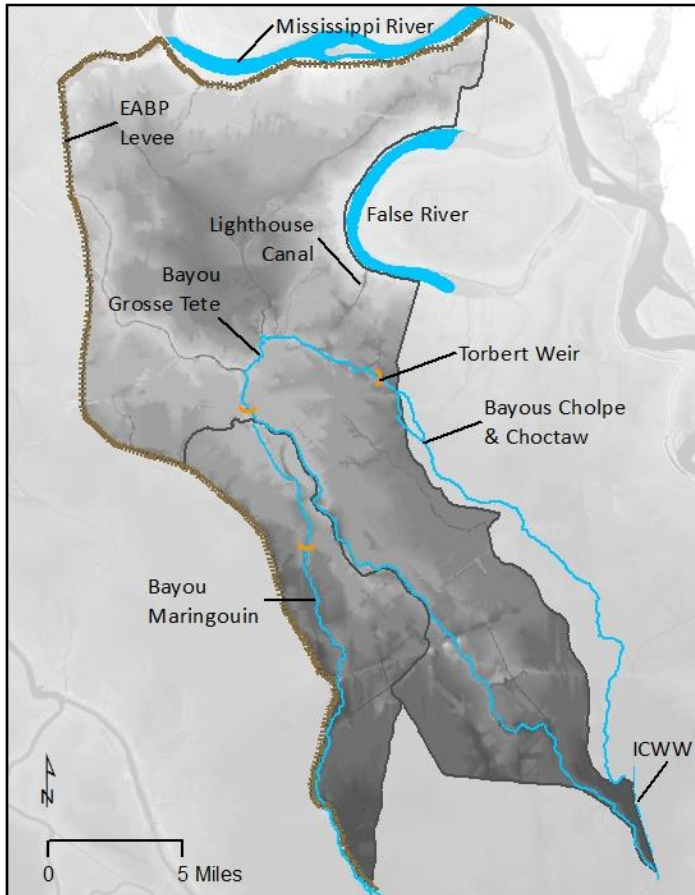 Mississippi River
EABP
Levee
False River
Lighthouse
Canal
Bayou
Grosse Tete
Torbert Weir
Bayous Cholpe
& Choctaw
Bayou
Maringouin
ICWW
N
0 5 Miles